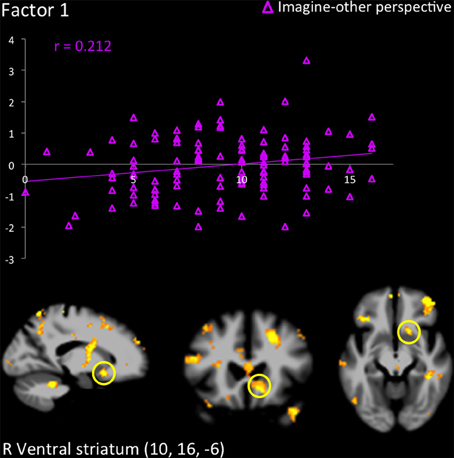 Factor 1
Imagine-other perspective
r = 0.212
4
3
2
1
0
-1
-2
-3
0 5 10 15
R Ventral striatum (10, 16, -6)